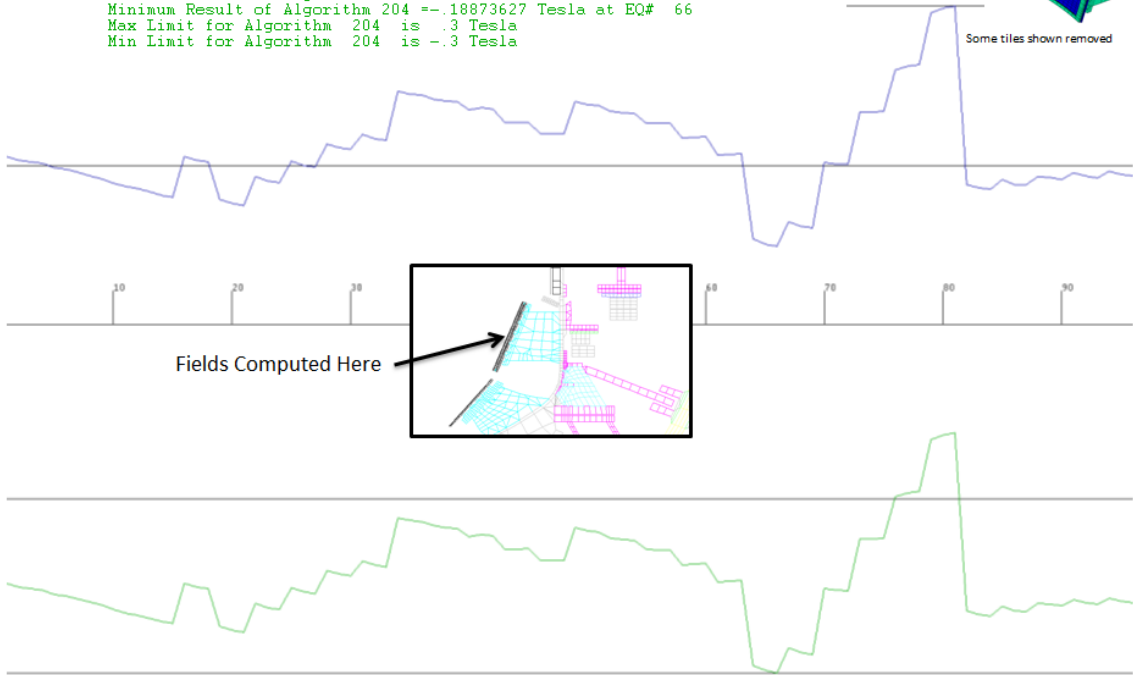 Minimum Result of Algorithm 204 =-.18873627 Tesla at EQ# 66
Max Limit for Algorithm 204 is .3 Tesla
Min Limit for Algorithm 204 is -.3 Tesla
Some tiles shown removed
10 20 30 60 70 80 90
Fields Computed Here